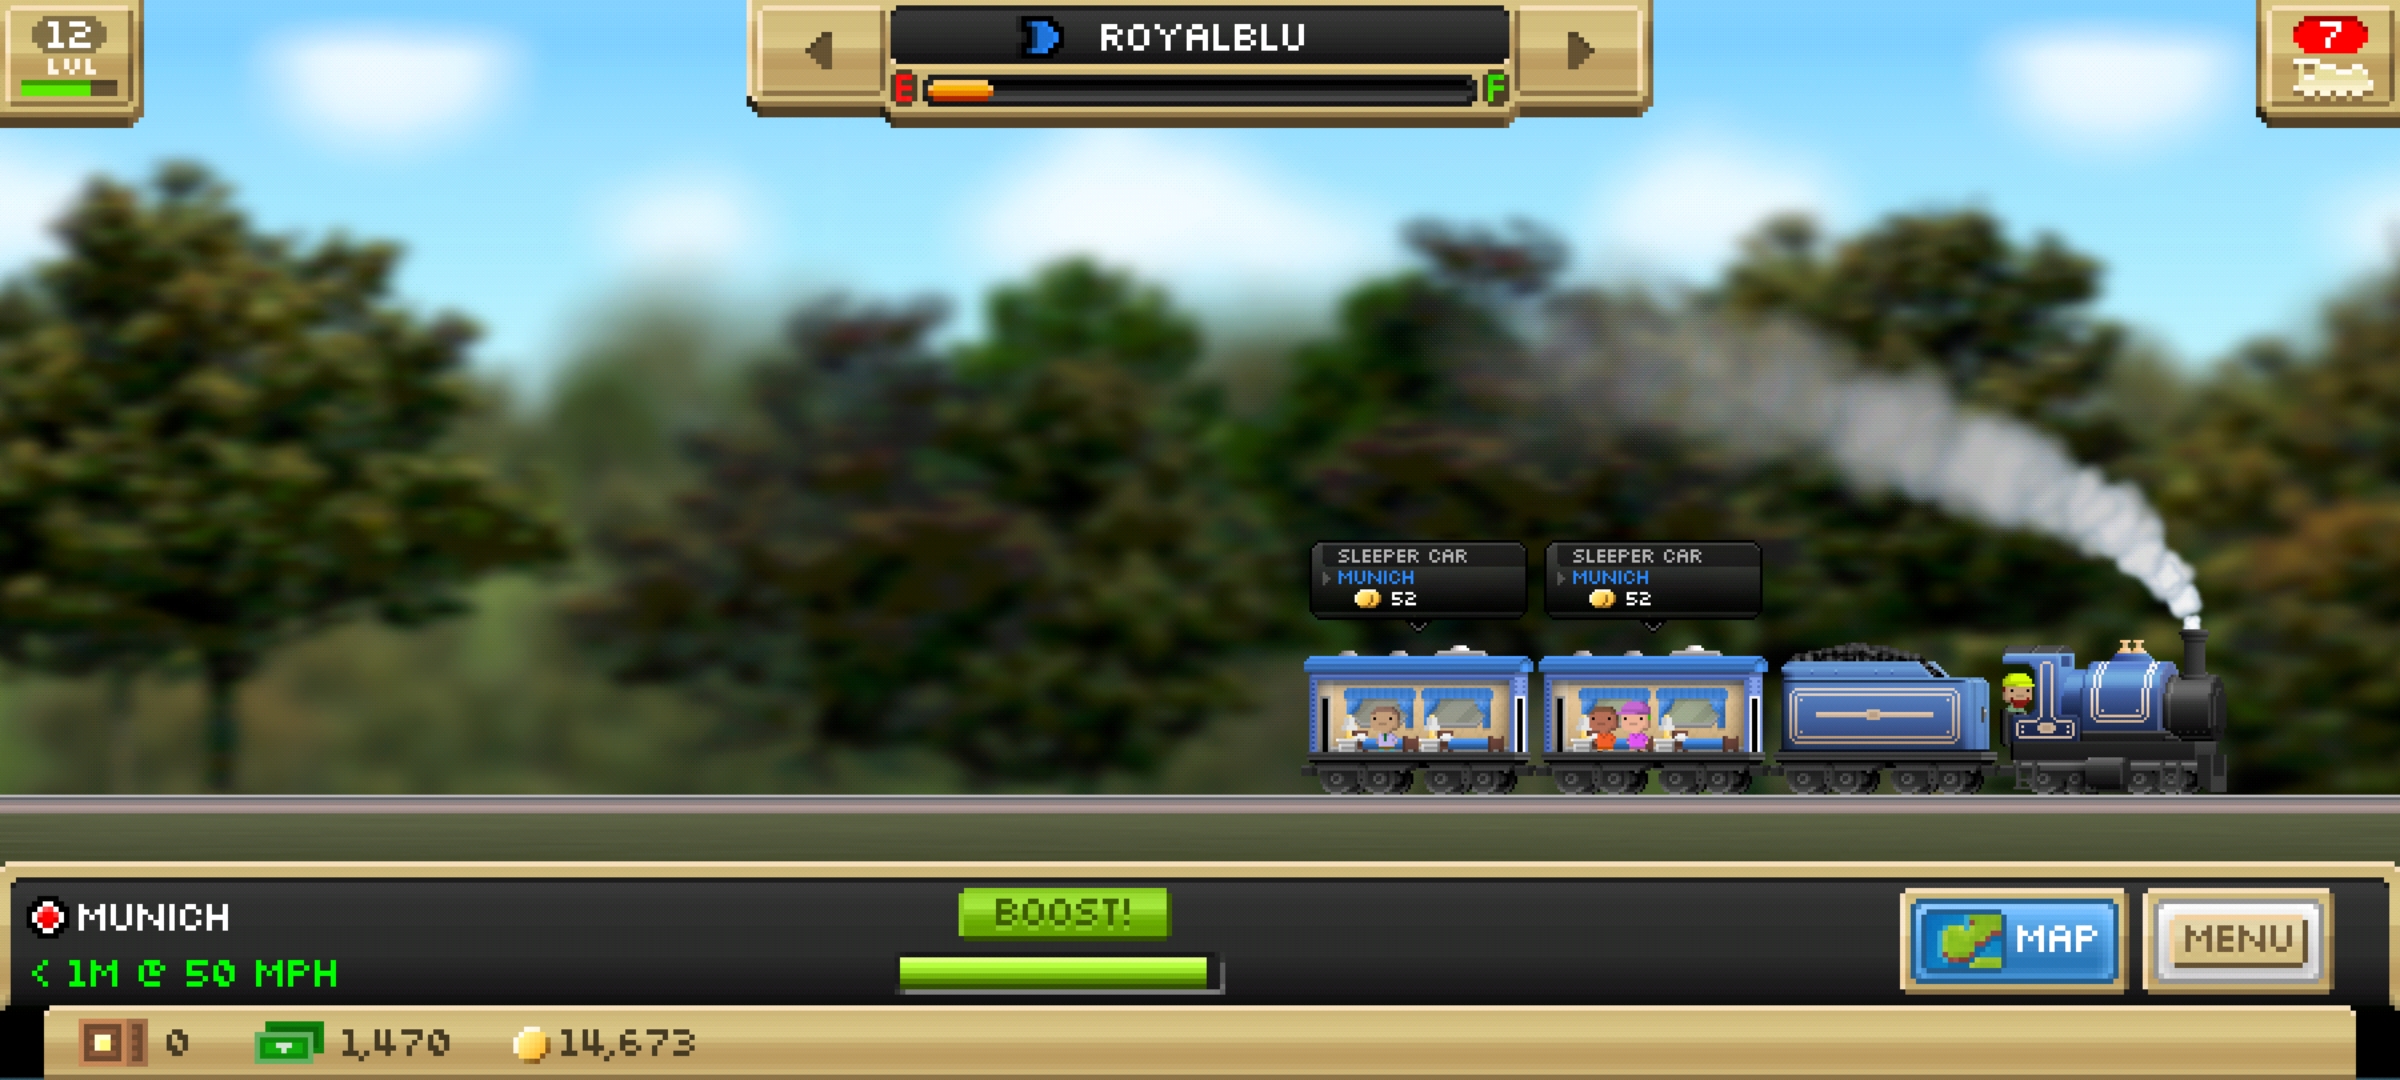 12
LVL
ROYALBLU
E
F
7
SLEEPER CAR
MUNICH
52
SLEEPER CAR
MUNICH
52
MUNICH
< 1M @ 50 MPH
BOOST!
MAP
MENU
0
1,470
14,673